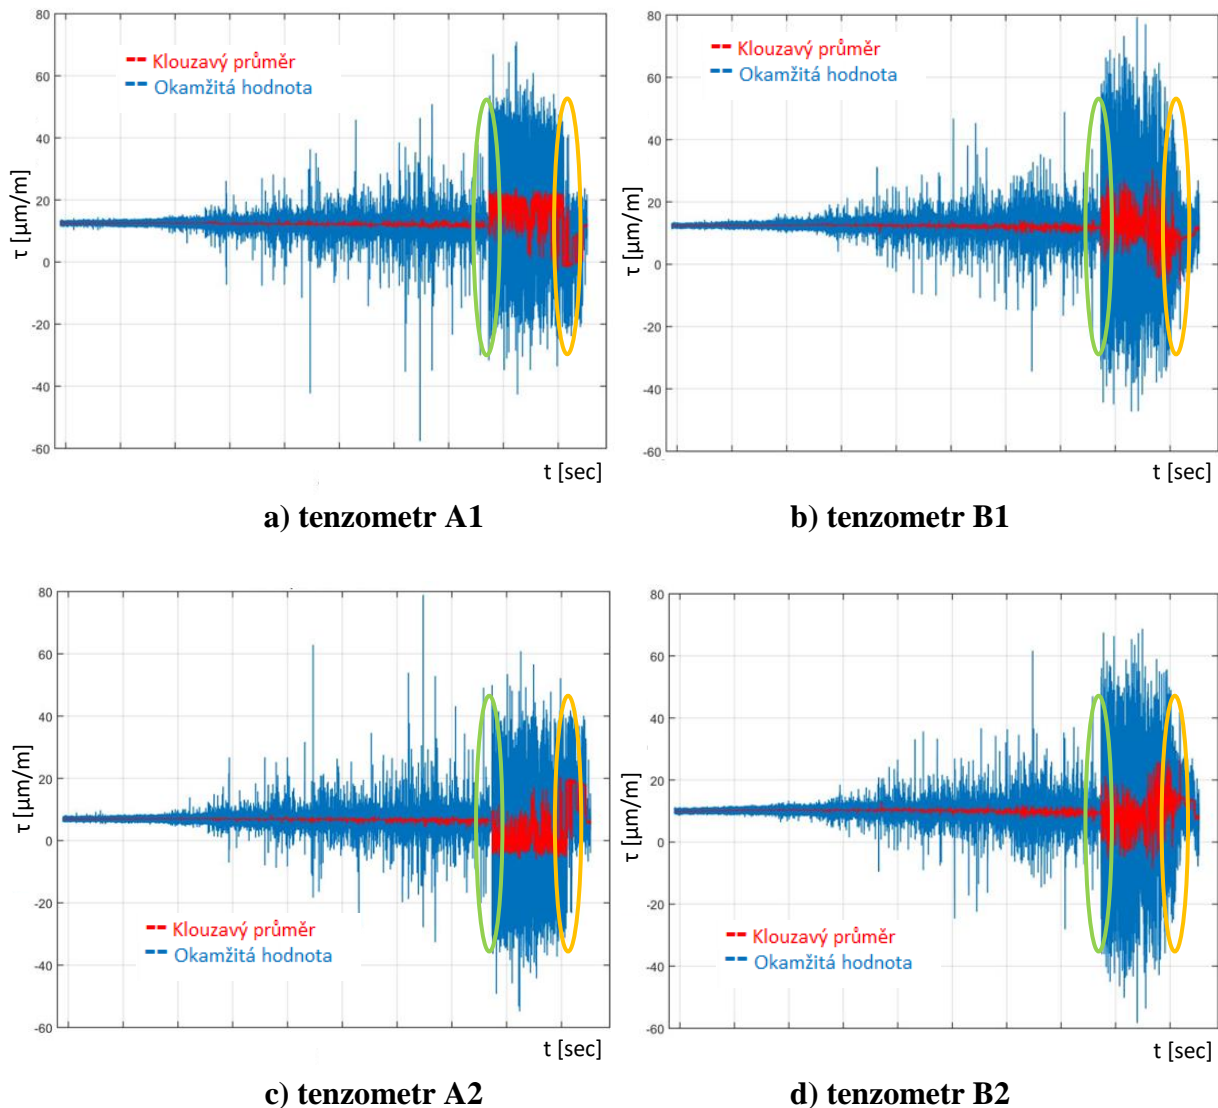 80
60
40
20
0
-20
-40
-60
τ [μm/m]
Klouzavý průměr
Okamžitá hodnota
t [sec]
a) tenzometr A1
80
60
40
20
0
-20
-40
-60
τ [μm/m]
Klouzavý průměr
Okamžitá hodnota
t [sec]
b) tenzometr B1
80
60
40
20
0
-20
-40
-60
τ [μm/m]
Klouzavý průměr
Okamžitá hodnota
t [sec]
c) tenzometr A2
80
60
40
20
0
-20
-40
-60
τ [μm/m]
Klouzavý průměr
Okamžitá hodnota
t [sec]
d) tenzometr B2